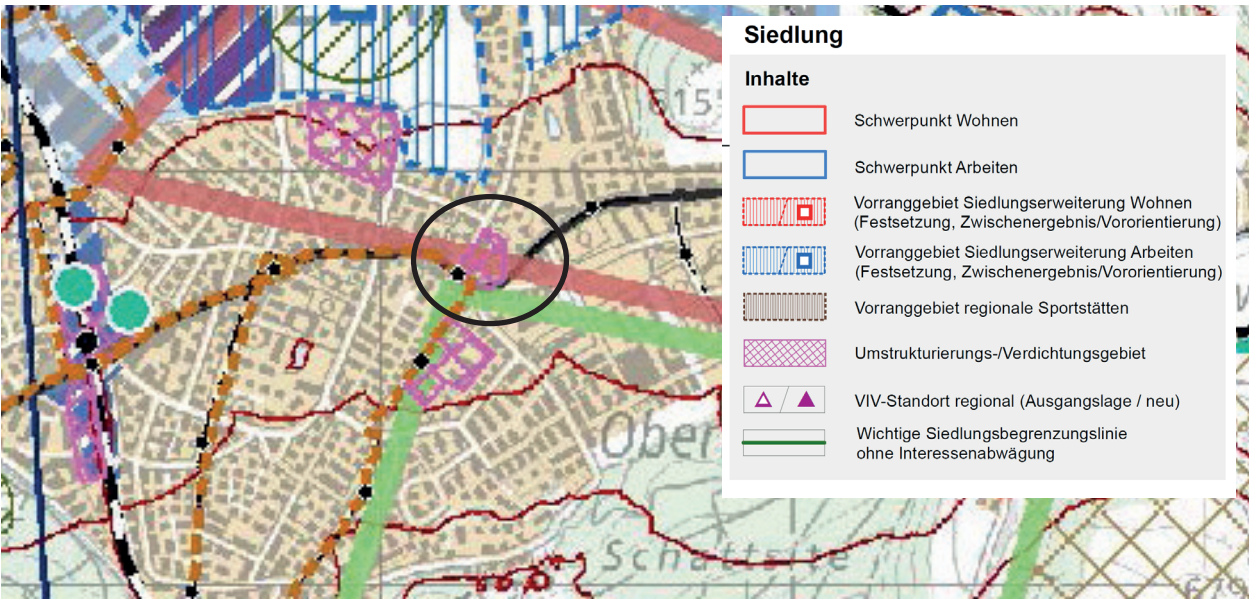 Siedlung
Inhalte
Schwerpunkt Wohnen
Schwerpunkt Arbeiten
Vorranggebiet Siedlungserweiterung Wohnen
(Festsetzung, Zwischenergebnis/Vororientierung)
Vorranggebiet Siedlungserweiterung Arbeiten
(Festsetzung, Zwischenergebnis/Vororientierung)
Vorranggebiet regionale Sportstätten
Umstrukturierungs-/Verdichtungsgebiet
VIV-Standort regional (Ausgangslage / neu)
Wichtige Siedlungsbegrenzungslinie
ohne Interessenabwägung
Ober